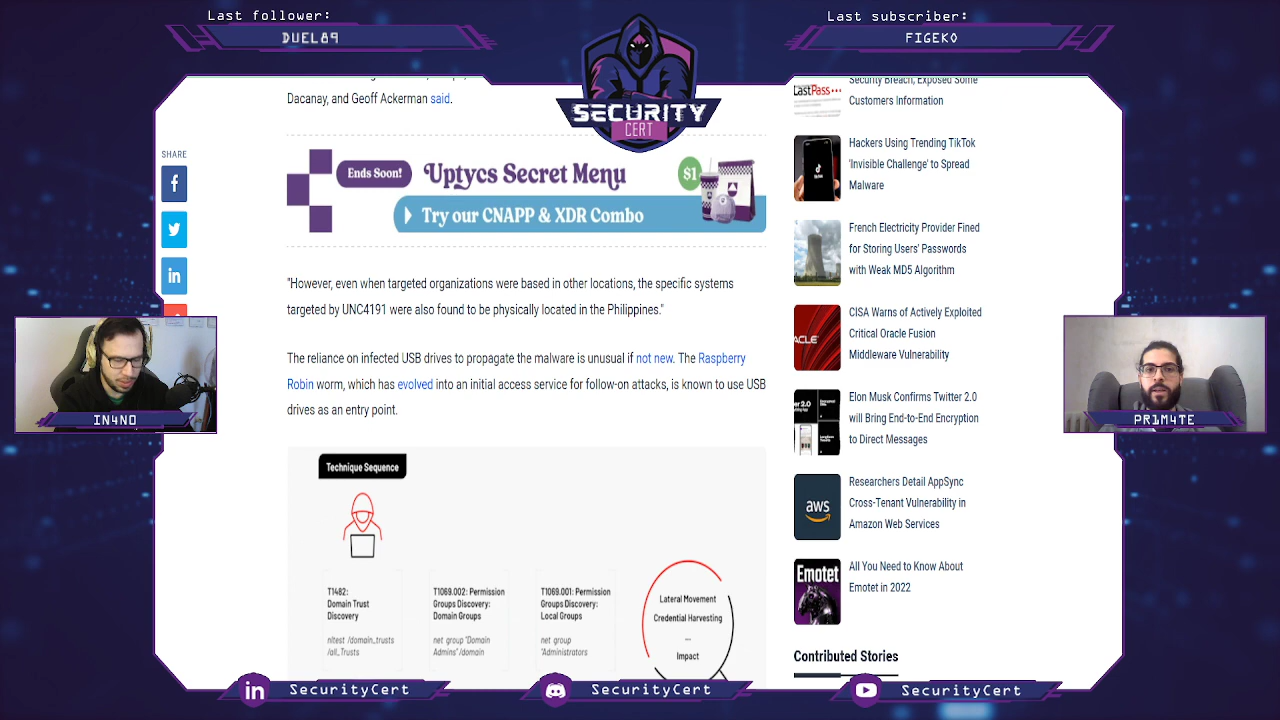 Last follower:
DUEL89
Last subscriber:
FIGEKO
SECURITY
CERT
Dacanay, and Geoff Ackerman said.
SHARE
Ends Soon!
Uptycs Secret Menu
$1
Try our CNAPP & XDR Combo
"However, even when targeted organizations were based in other locations, the specific systems
targeted by UNC4191 were also found to be physically located in the Philippines."
The reliance on infected USB drives to propagate the malware is unusual if not new. The Raspberry
Robin worm, which has evolved into an initial access service for follow-on attacks, is known to use USB
drives as an entry point.
Technique Sequence
T1482:
Domain Trust
Discovery
nltest /domain_trusts
/all_Trusts
T1069.002: Permission
Groups Discovery:
Domain Groups
net group "Domain
Admins" /domain
T1069.001: Permission
Groups Discovery:
Local Groups
net group
"Administrators
Lateral Movement
Credential Harvesting
...
Impact
LastPass
Security Breach, Exposed Some
Customers Information
Hackers Using Trending TikTok
'Invisible Challenge' to Spread
Malware
French Electricity Provider Fined
for Storing Users' Passwords
with Weak MD5 Algorithm
ACLE
CISA Warns of Actively Exploited
Critical Oracle Fusion
Middleware Vulnerability
er 2.0
Elon Musk Confirms Twitter 2.0
will Bring End-to-End Encryption
to Direct Messages
aws
Researchers Detail AppSync
Cross-Tenant Vulnerability in
Amazon Web Services
Emotet
All You Need to Know About
Emotet in 2022
Contributed Stories
IN4N0
PR1M4TE
SecurityCert
SecurityCert
SecurityCert